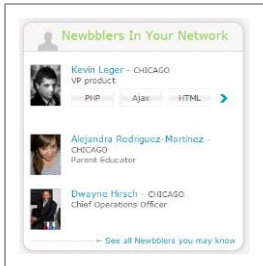 Newbblers In Your Network
Kevin Leger - CHICAGO
VP product
PHP Ajax HTML
Alejandra Rodriguez-Martinez -
CHICAGO
Parent Educator
Dwayne Hirsch - CHICAGO
Chief Operations Officer
See all Newbblers you may know